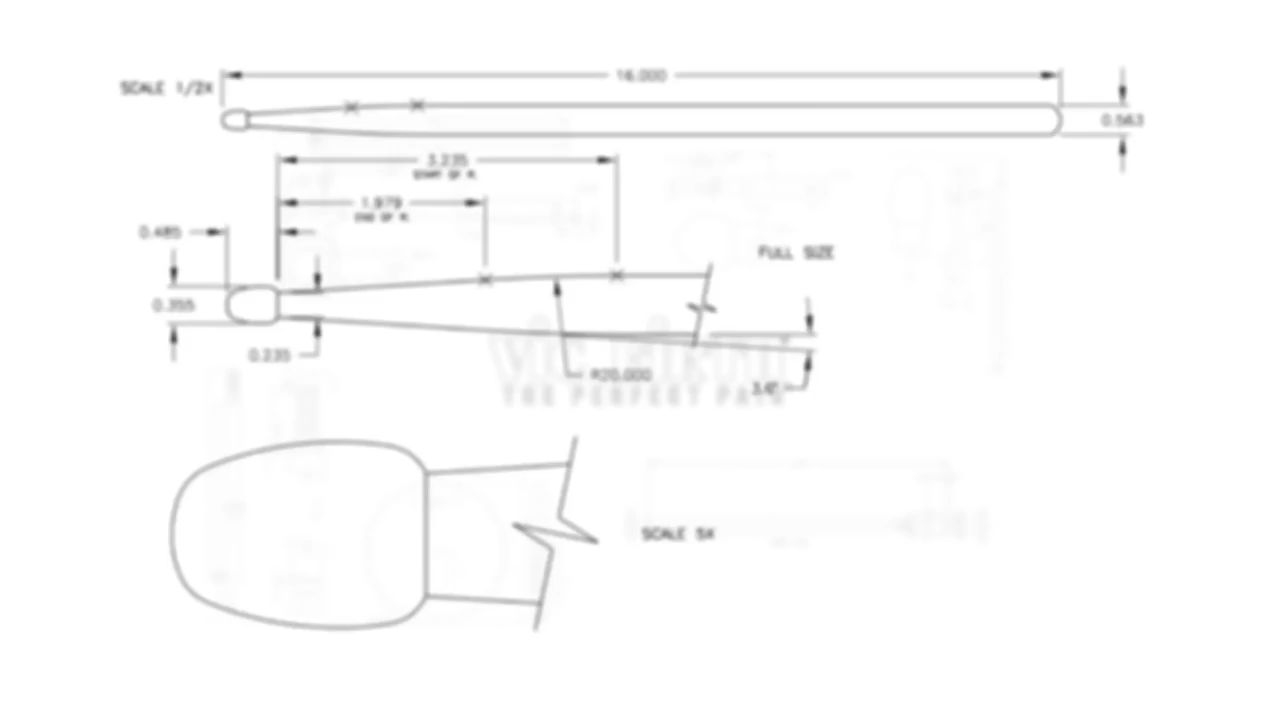 16.000
SCALE 1/2X
0.563
3.235
START OF R.
1.979
END OF R.
0.485
FULL SIZE
0.355
0.235
R20.000
THE PERFECT PAIR
SCALE 5X